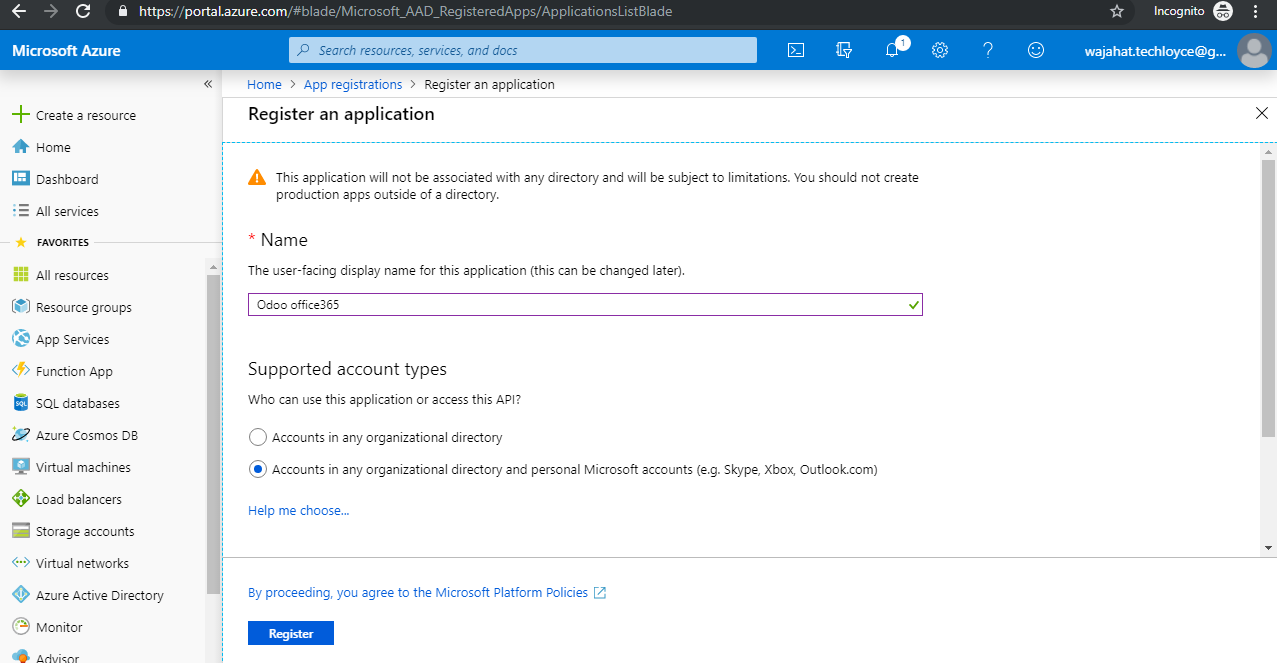 https://portal.azure.com/#blade/Microsoft_AAD_RegisteredApps/ApplicationsListBlade
Incognito
Microsoft Azure
Search resources, services, and docs
1
wajahat.techloyce@g...
«
Home > App registrations > Register an application
Register an application
Create a resource
Home
Dashboard
All services
FAVORITES
All resources
Resource groups
App Services
Function App
SQL databases
Azure Cosmos DB
Virtual machines
Load balancers
Storage accounts
Virtual networks
Azure Active Directory
Monitor
Advisor
This application will not be associated with any directory and will be subject to limitations. You should not create
production apps outside of a directory.
* Name
The user-facing display name for this application (this can be changed later).
Odoo office365
Supported account types
Who can use this application or access this API?
Accounts in any organizational directory
Accounts in any organizational directory and personal Microsoft accounts (e.g. Skype, Xbox, Outlook.com)
Help me choose...
By proceeding, you agree to the Microsoft Platform Policies
Register